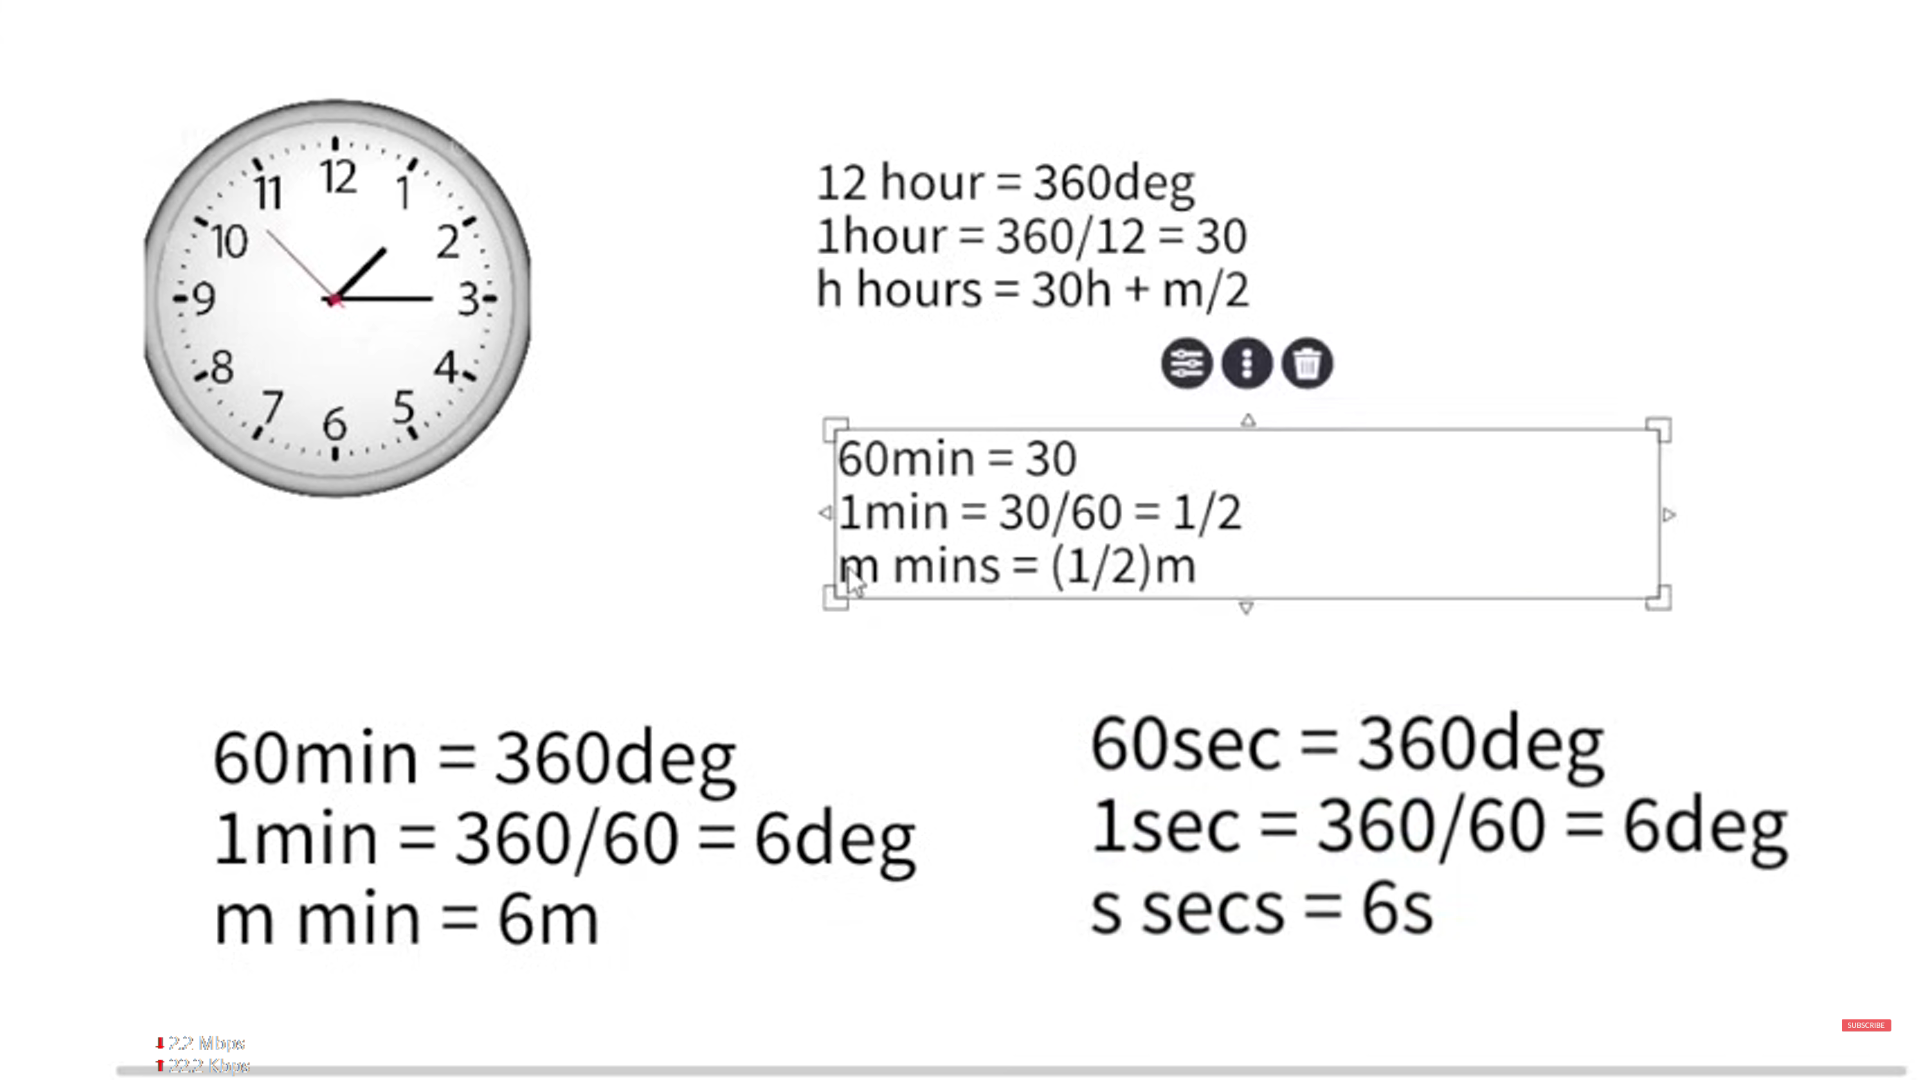 12
11
1
10
2
9
3
8
4
7
5
6
12 hour = 360deg
1hour = 360/12 = 30
h hours = 30h + m/2
60min = 30
1min = 30/60 = 1/2
m mins = (1/2)m
60min = 360deg
1min = 360/60 = 6deg
m min = 6m
60sec = 360deg
1sec = 360/60 = 6deg
s secs = 6s
2.2 Mbps
22.2 Kbps
SUBSCRIBE